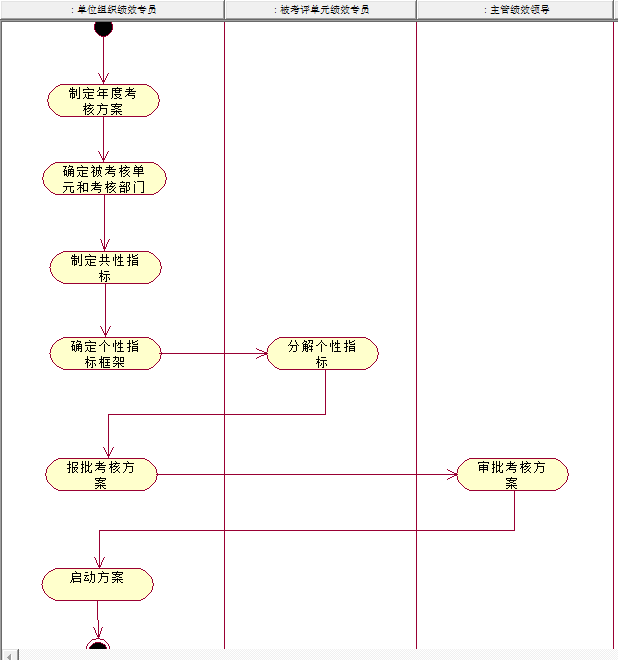 : 单位组织绩效专员
: 被考评单元绩效专员
: 主管绩效领导
制定年度考
核方案
确定被考核单
元和考核部门
制定共性指
标
确定个性指
标框架
分解个性指
标
报批考核方
案
审批考核方
案
启动方案